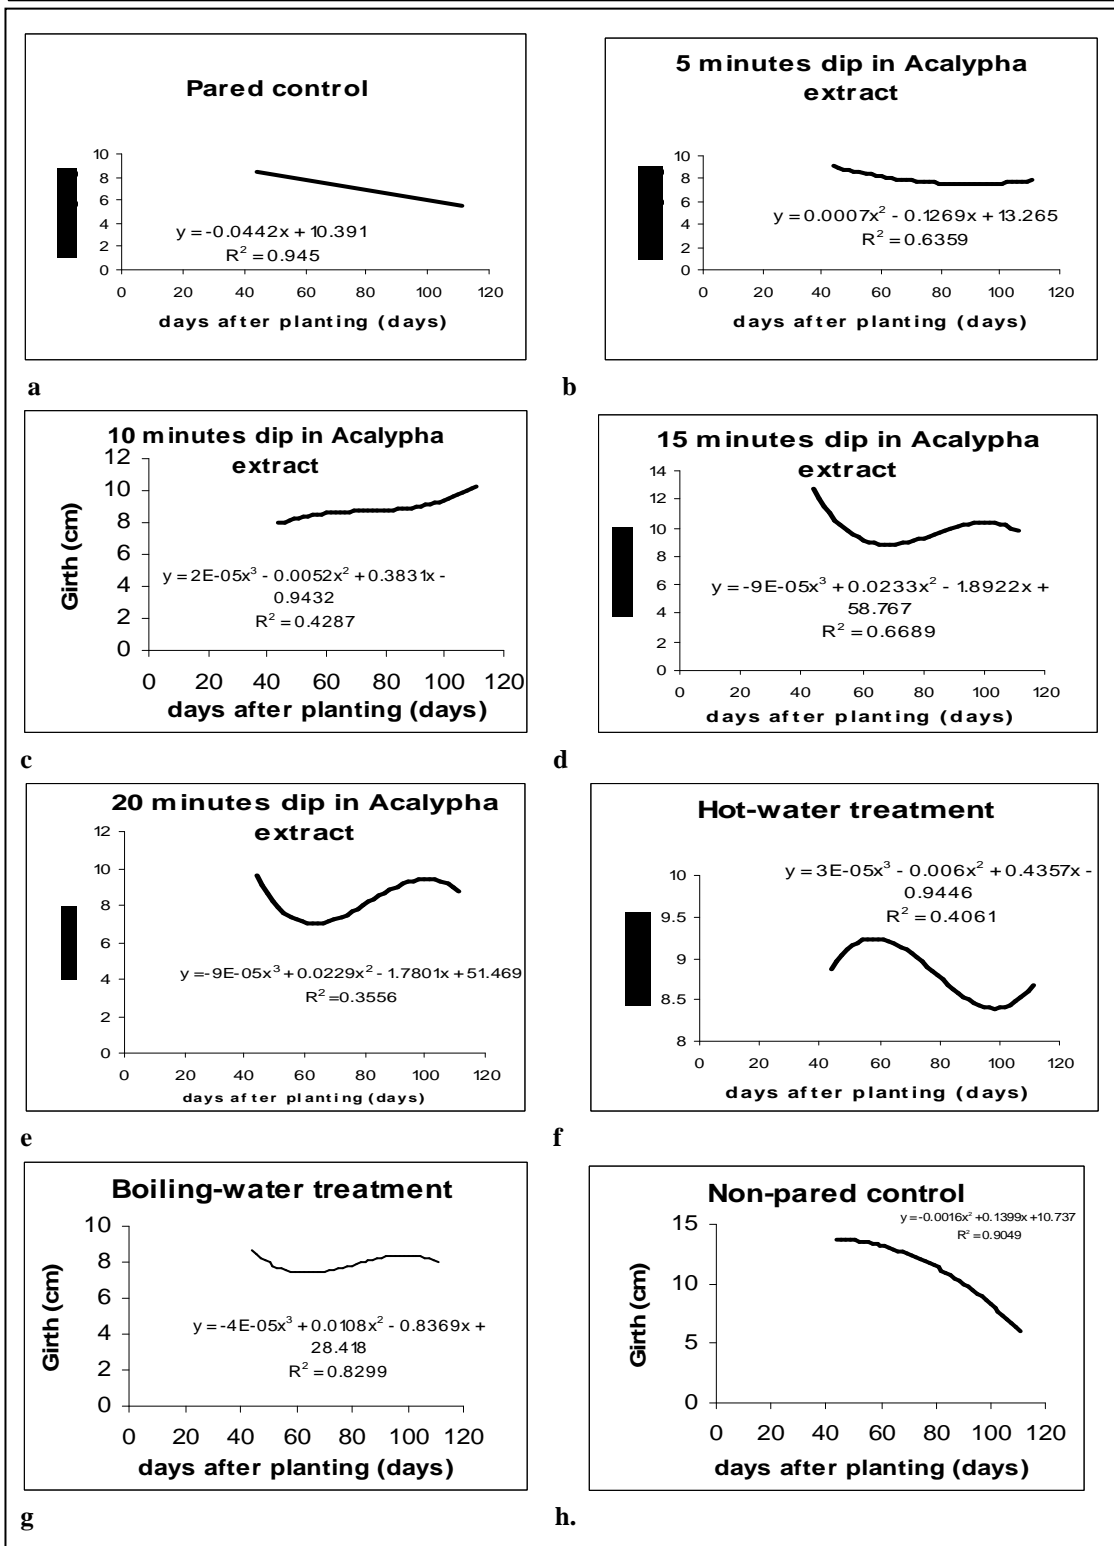 Pared control
10
8
6
4
2
0
y = -0.0442x + 10.391
R² = 0.945
0 20 40 60 80 100 120
days after planting (days)
a
5 minutes dip in Acalypha
extract
10
8
6
4
2
0
y = 0.0007x² - 0.1269x + 13.265
R² = 0.6359
0 20 40 60 80 100 120
days after planting (days)
b
10 minutes dip in Acalypha
extract
12
10
8
6
4
2
0
Girth (cm)
y = 2E-05x³ - 0.0052x² + 0.3831x -
0.9432
R² = 0.4287
0 20 40 60 80 100 120
days after planting (days)
c
15 minutes dip in Acalypha
extract
14
12
10
8
6
4
2
0
y = -9E-05x³ + 0.0233x² - 1.8922x +
58.767
R² = 0.6689
0 20 40 60 80 100 120
days after planting (days)
d
20 minutes dip in Acalypha
extract
12
10
8
6
4
2
0
y = -9E-05x³ + 0.0229x² - 1.7801x + 51.469
R² = 0.3556
0 20 40 60 80 100 120
days after planting (days)
e
Hot-water treatment
y = 3E-05x³ - 0.006x² + 0.4357x -
0.9446
R² = 0.4061
10
9.5
9
8.5
8
0 20 40 60 80 100 120
days after planting (days)
f
Boiling-water treatment
10
8
6
4
2
0
Girth (cm)
y = -4E-05x³ + 0.0108x² - 0.8369x +
28.418
R² = 0.8299
0 20 40 60 80 100 120
days after planting (days)
g
Non-pared control
y = -0.0016x² + 0.1399x + 10.737
R² = 0.9049
15
10
5
0
Girth (cm)
0 20 40 60 80 100 120
days after planting (days)
h.